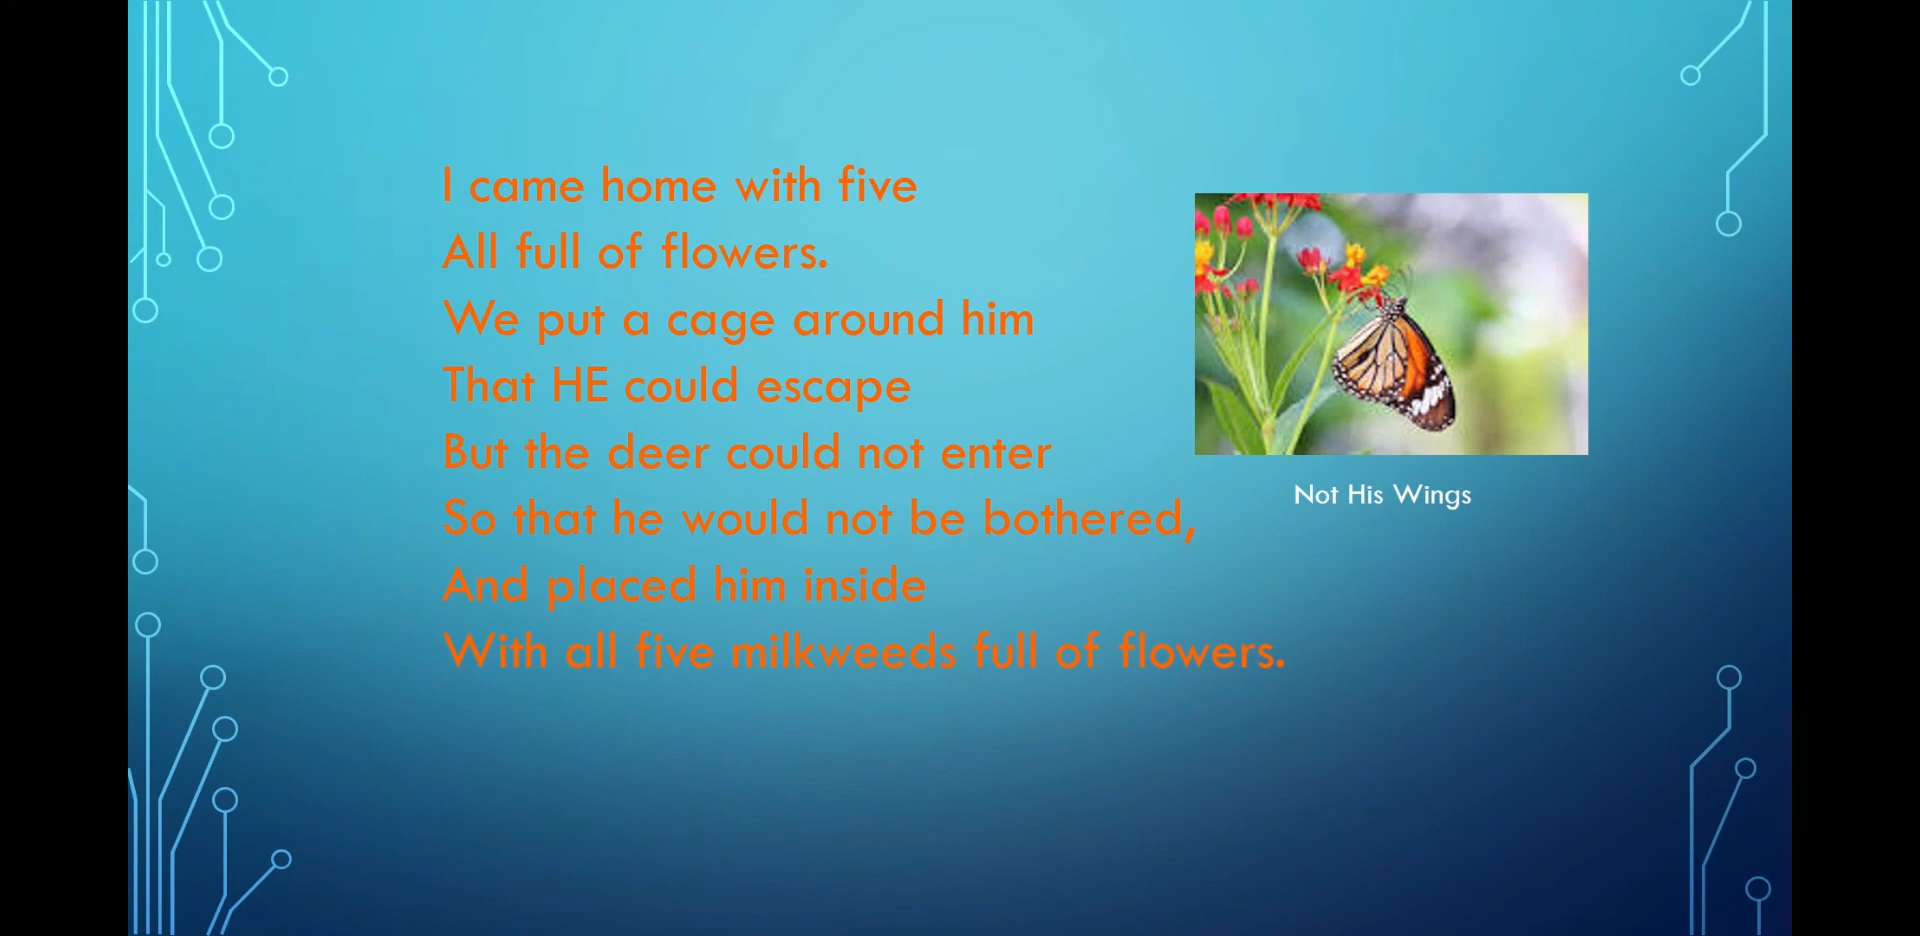 I came home with five
All full of flowers.
We put a cage around him
That HE could escape
But the deer could not enter
So that he would not be bothered,
And placed him inside
With all five milkweeds full of flowers.
Not His Wings